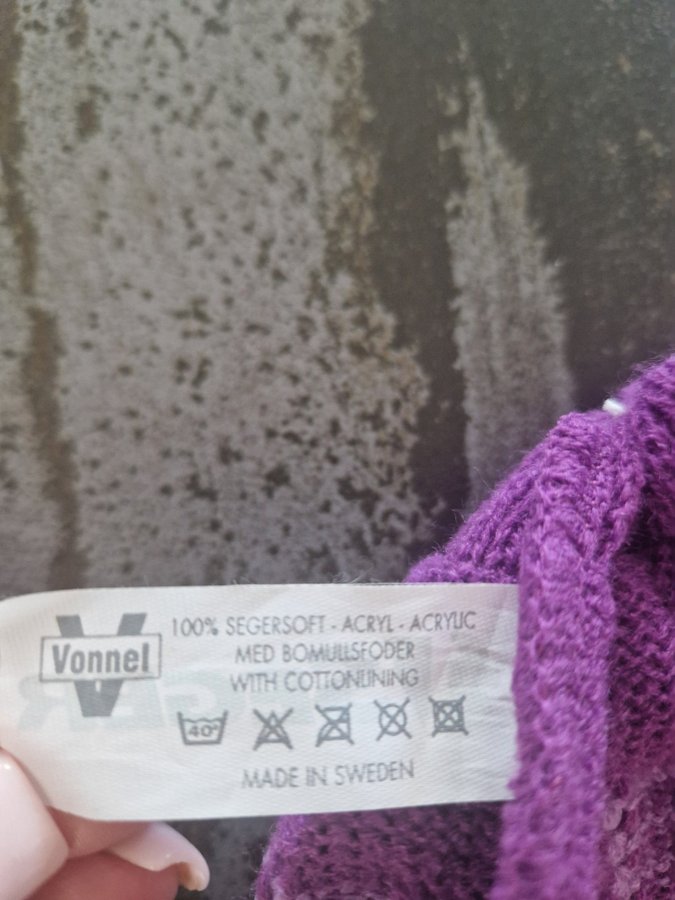 Vonnel
100% SEGERSOFT - ACRYL - ACRYLIC
MED BOMULLSFODER
WITH COTTONLINING
40°
MADE IN SWEDEN